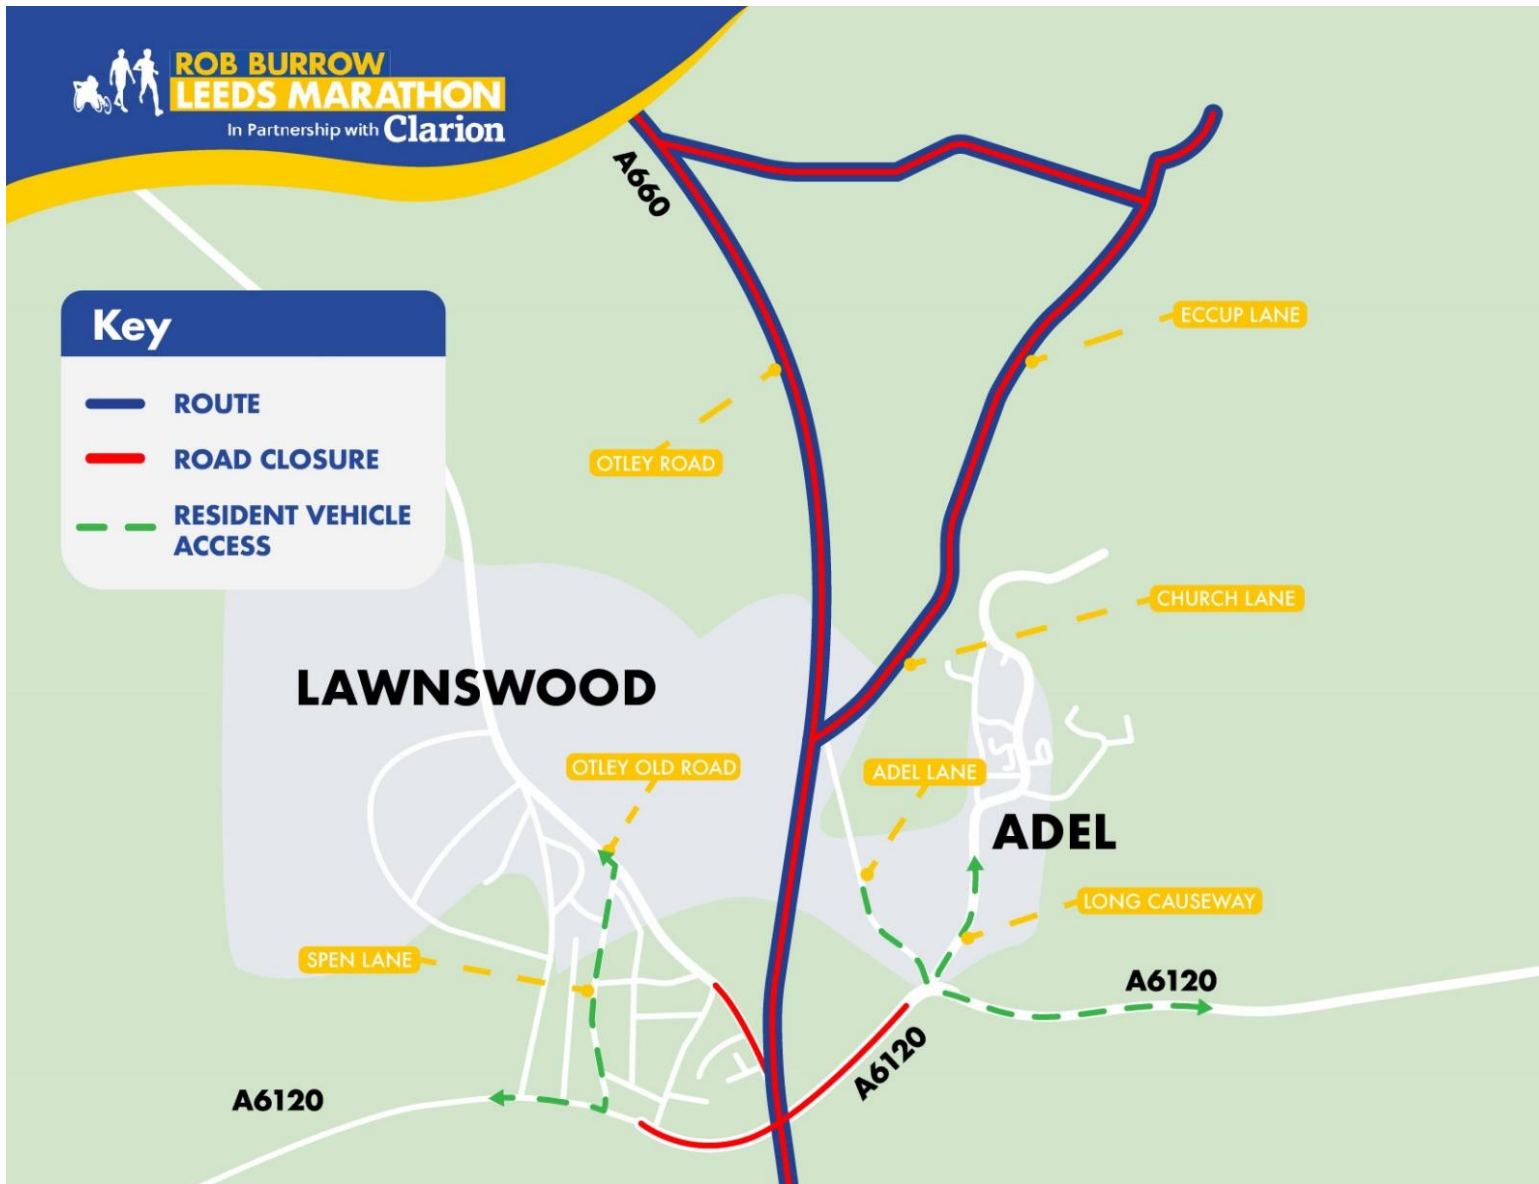 ROB BURROW
LEEDS MARATHON
In Partnership with Clarion
A660
Key
ROUTE
ROAD CLOSURE
RESIDENT VEHICLE
ACCESS
ECCUP LANE
OTLEY ROAD
CHURCH LANE
LAWNSWOOD
OTLEY OLD ROAD
ADEL LANE
ADEL
LONG CAUSEWAY
SPEN LANE
A6120
A6120
A6120